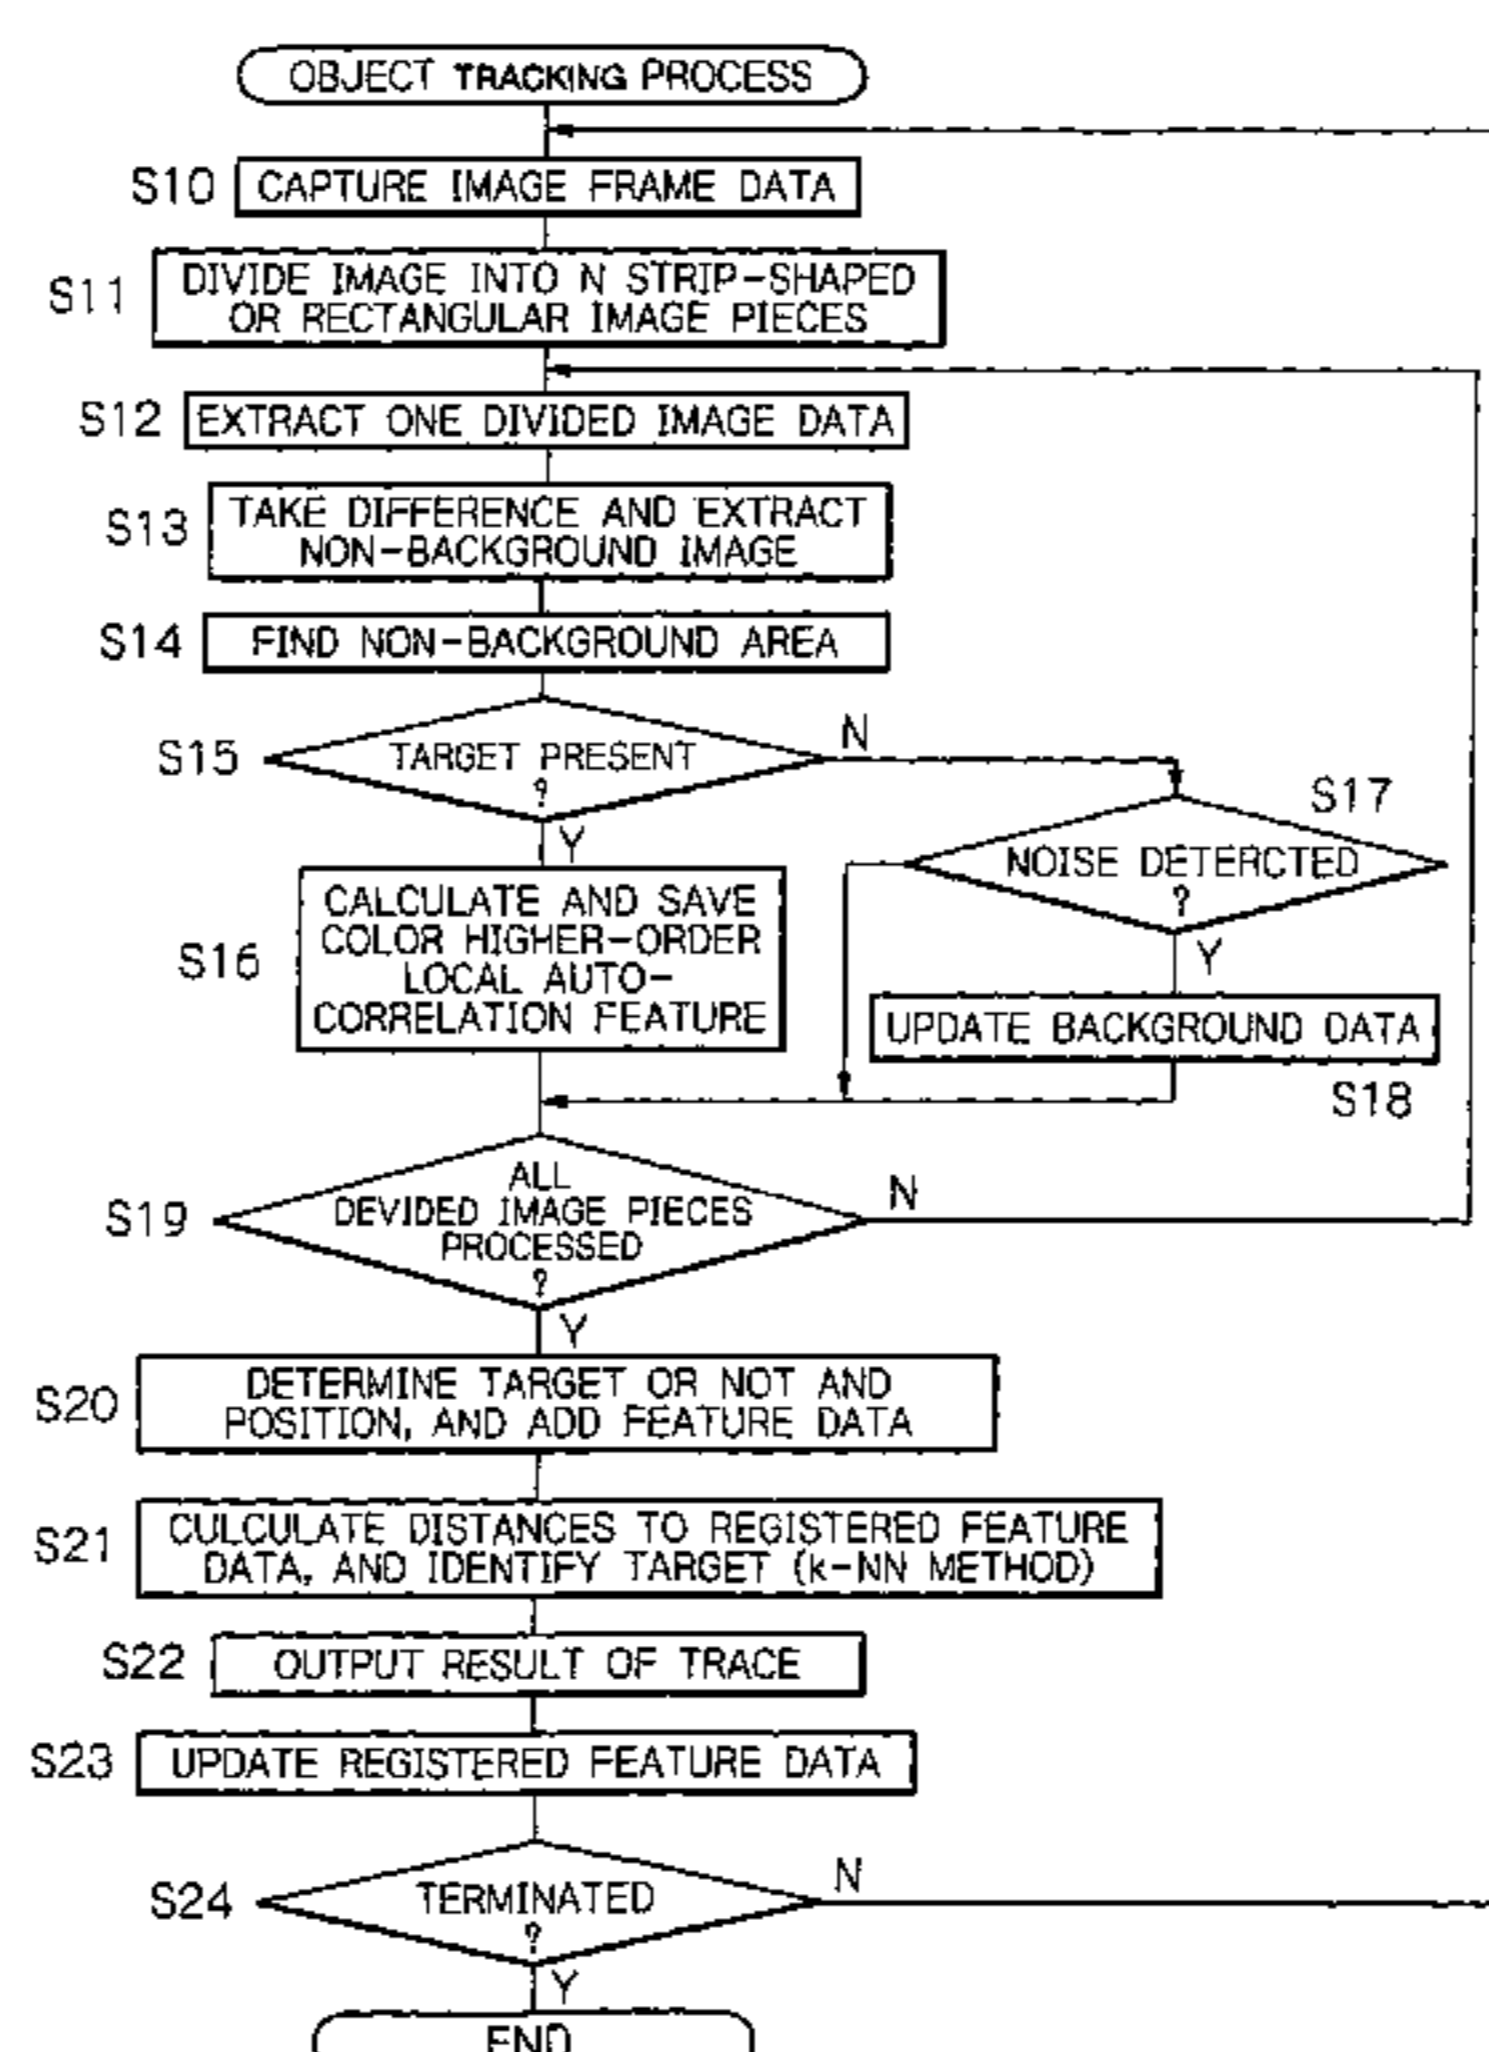 OBJECT TRACKING PROCESS
S10
CAPTURE IMAGE FRAME DATA
S11
DIVIDE IMAGE INTO N STRIP-SHAPED
OR RECTANGULAR IMAGE PIECES
S12
EXTRACT ONE DIVIDED IMAGE DATA
S13
TAKE DIFFERENCE AND EXTRACT
NON-BACKGROUND IMAGE
S14
FIND NON-BACKGROUND AREA
S15
TARGET PRESENT
?
N
Y
S17
NOISE DETERCTED
?
Y
S16
CALCULATE AND SAVE
COLOR HIGHER-ORDER
LOCAL AUTO-
CORRELATION FEATURE
UPDATE BACKGROUND DATA
S18
S19
ALL
DEVIDED IMAGE PIECES
PROCESSED
?
N
Y
S20
DETERMINE TARGET OR NOT AND
POSITION, AND ADD FEATURE DATA
S21
CULCULATE DISTANCES TO REGISTERED FEATURE
DATA, AND IDENTIFY TARGET (k-NN METHOD)
S22
OUTPUT RESULT OF TRACE
S23
UPDATE REGISTERED FEATURE DATA
S24
TERMINATED
?
N
Y
END